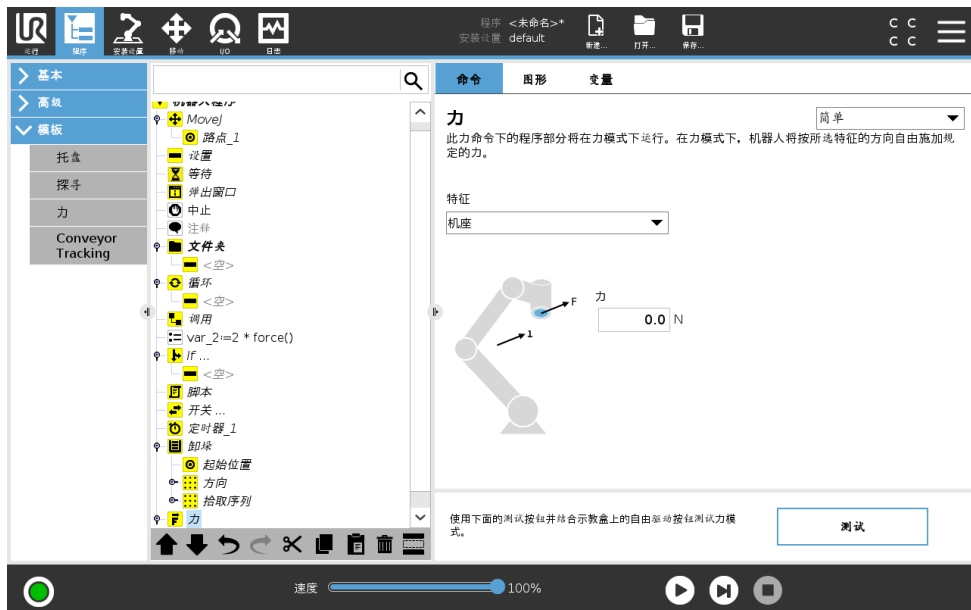 UR
运行
程序
安装设置
移动
I/O
日志
程序 <未命名>*
安装设置 default
新建...
打开...
保存...
C C
C C
基本
高级
模板
托盘
探寻
力
Conveyor
Tracking
机器人程序
MoveJ
路点_1
设置
等待
弹出窗口
中止
注释
文件夹
<空>
循环
<空>
调用
var_2:=2 * force()
If ...
<空>
脚本
开关 ...
定时器_1
卸垛
起始位置
方向
拾取序列
力
命令
图形
变量
力
简单
此力命令下的程序部分将在力模式下运行。在力模式下，机器人将按所选特征的方向自由施加规
定的力。
特征
机座
F
1
力
0.0 N
使用下面的测试按钮并结合示教盒上的自由驱动按钮测试力模
式。
测试
速度
100%